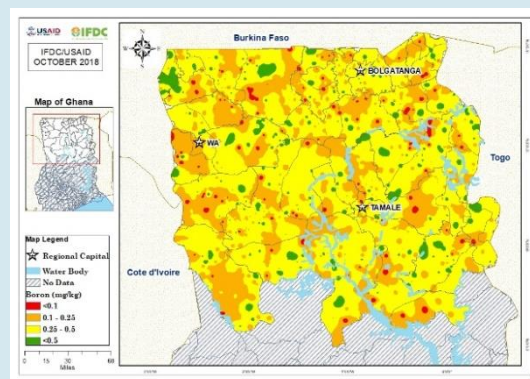 USAID
IFDC
IFDC/USAID
OCTOBER 2018
Map of Ghana
Burkina Faso
BOLGATANGA
WA
Togo
TAMALE
Cote d'Ivoire
Map Legend
Regional Capital
Water Body
No Data
Boron (mg/kg)
<0.1
0.1 - 0.25
0.25 - 0.5
<0.5
0 15 30 60
Miles